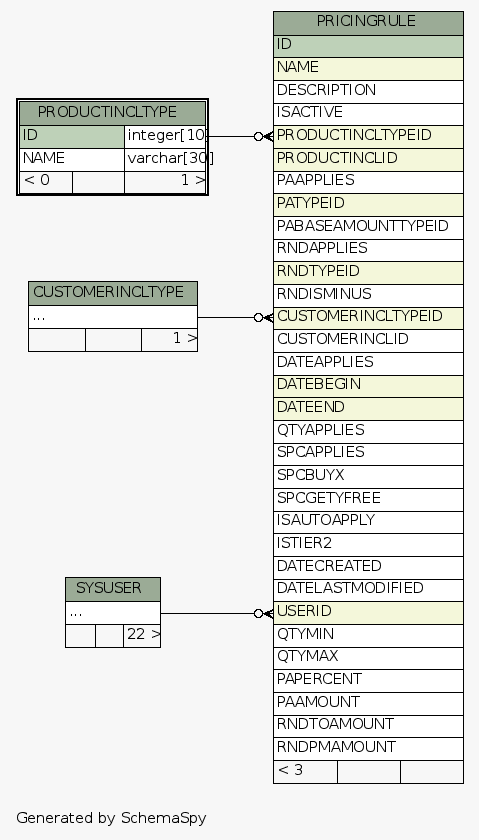 PRODUCTINCLTYPE
ID integer[10]
NAME varchar[30]
< 0 1 >
CUSTOMERINCLTYPE
...
1 >
SYSUSER
...
22 >
PRICINGRULE
ID
NAME
DESCRIPTION
ISACTIVE
PRODUCTINCLTYPEID
PRODUCTINCLID
PAAPPLIES
PATYPEID
PABASEAMOUNTTYPEID
RNDAPPLIES
RNDTYPEID
RNDISMINUS
CUSTOMERINCLTYPEID
CUSTOMERINCLID
DATEAPPLIES
DATEBEGIN
DATEEND
QTYAPPLIES
SPCAPPLIES
SPCBUYX
SPCGETYFREE
ISAUTOAPPLY
ISTIER2
DATECREATED
DATELASTMODIFIED
USERID
QTYMIN
QTYMAX
PAPERCENT
PAAMOUNT
RNDTOAMOUNT
RNDPMAMOUNT
< 3
Generated by SchemaSpy